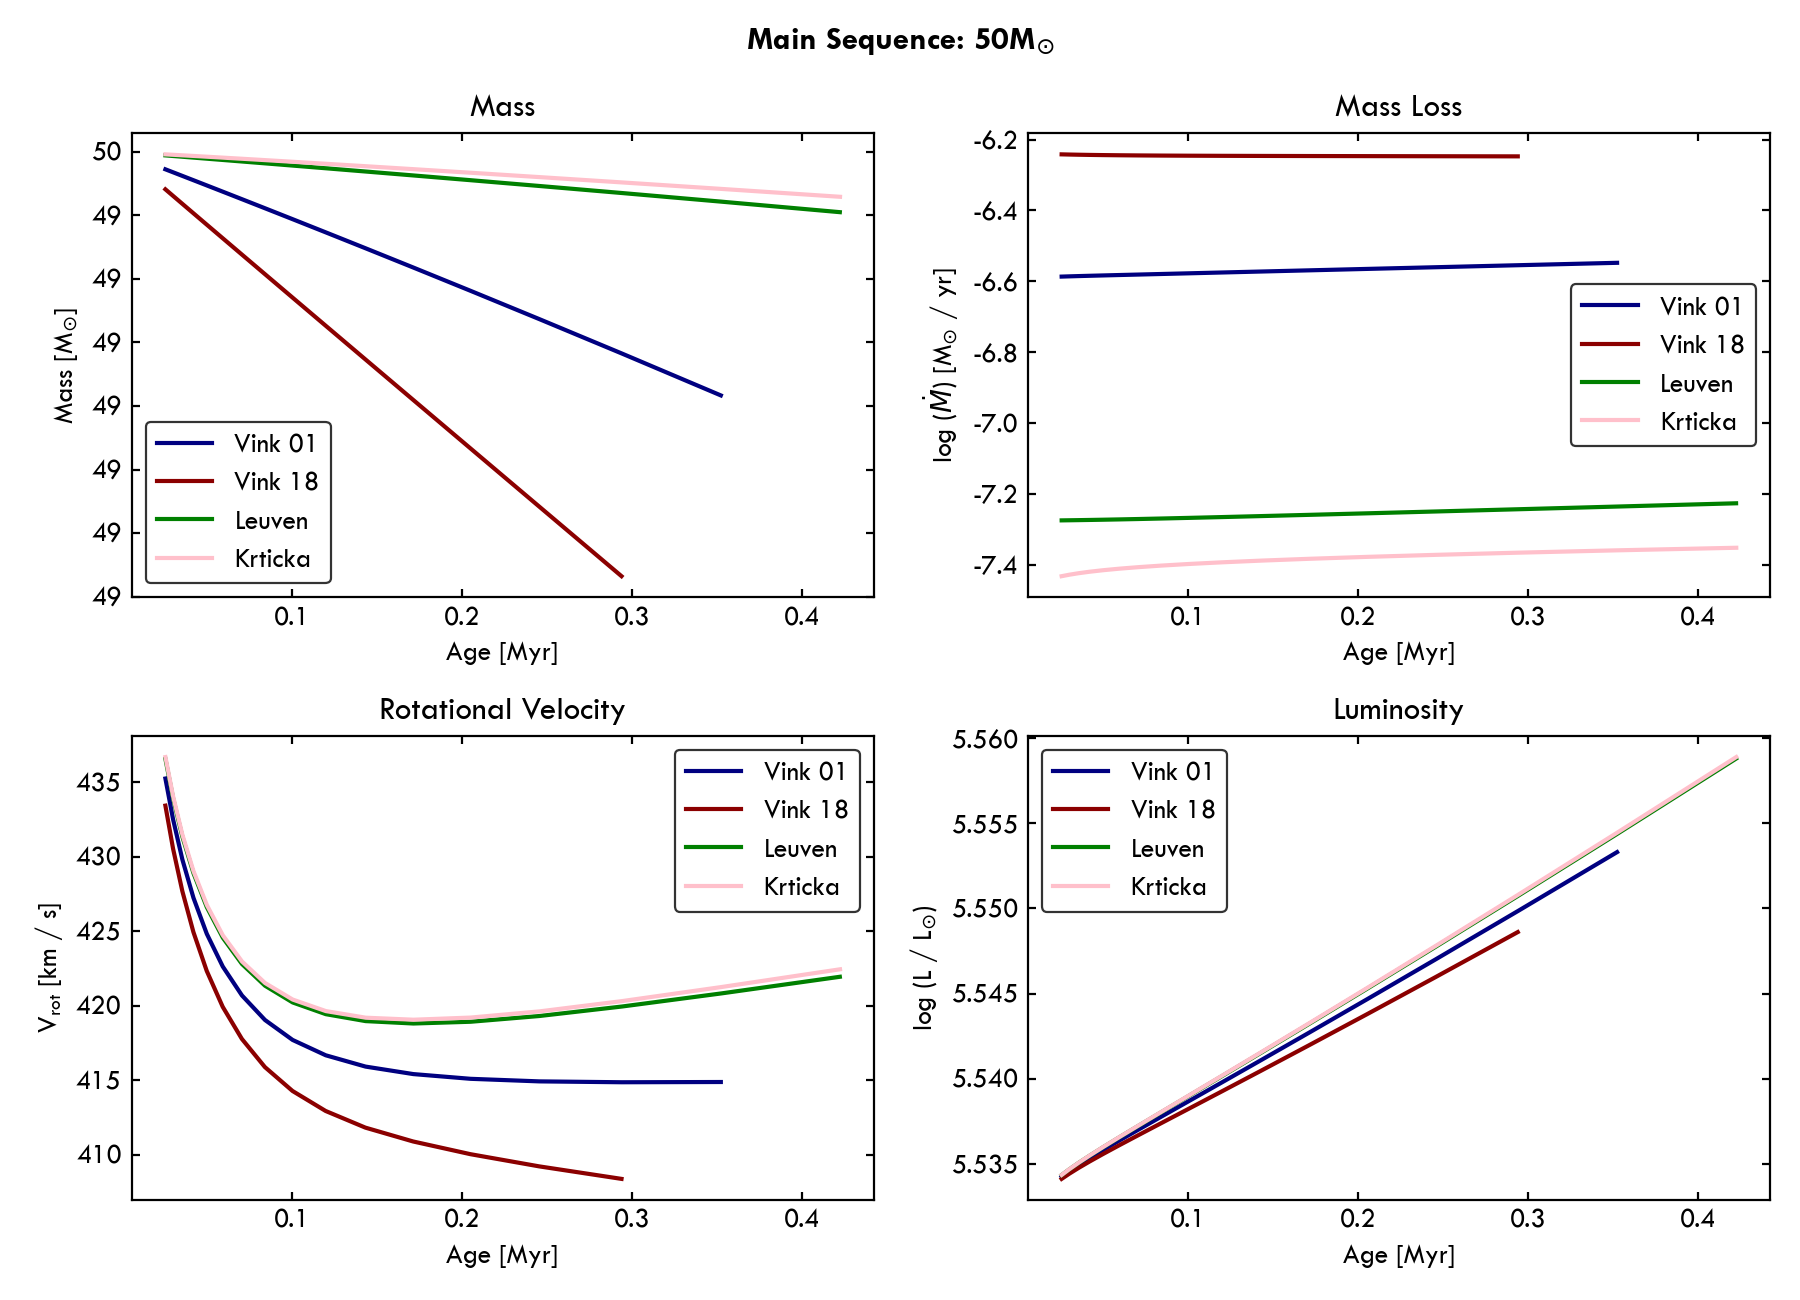 Main Sequence: 50M⊙
Mass
50
49
49
49
49
49
49
49
Mass [M⊙]
Vink 01
Vink 18
Leuven
Krticka
0.1 0.2 0.3 0.4
Age [Myr]
Mass Loss
-6.2
-6.4
-6.6
-6.8
-7.0
-7.2
-7.4
log (Ṁ) [M⊙ / yr]
Vink 01
Vink 18
Leuven
Krticka
0.1 0.2 0.3 0.4
Age [Myr]
Rotational Velocity
435
430
425
420
415
410
Vrot [km / s]
Vink 01
Vink 18
Leuven
Krticka
0.1 0.2 0.3 0.4
Age [Myr]
Luminosity
5.560
5.555
5.550
5.545
5.540
5.535
log (L / L⊙)
Vink 01
Vink 18
Leuven
Krticka
0.1 0.2 0.3 0.4
Age [Myr]